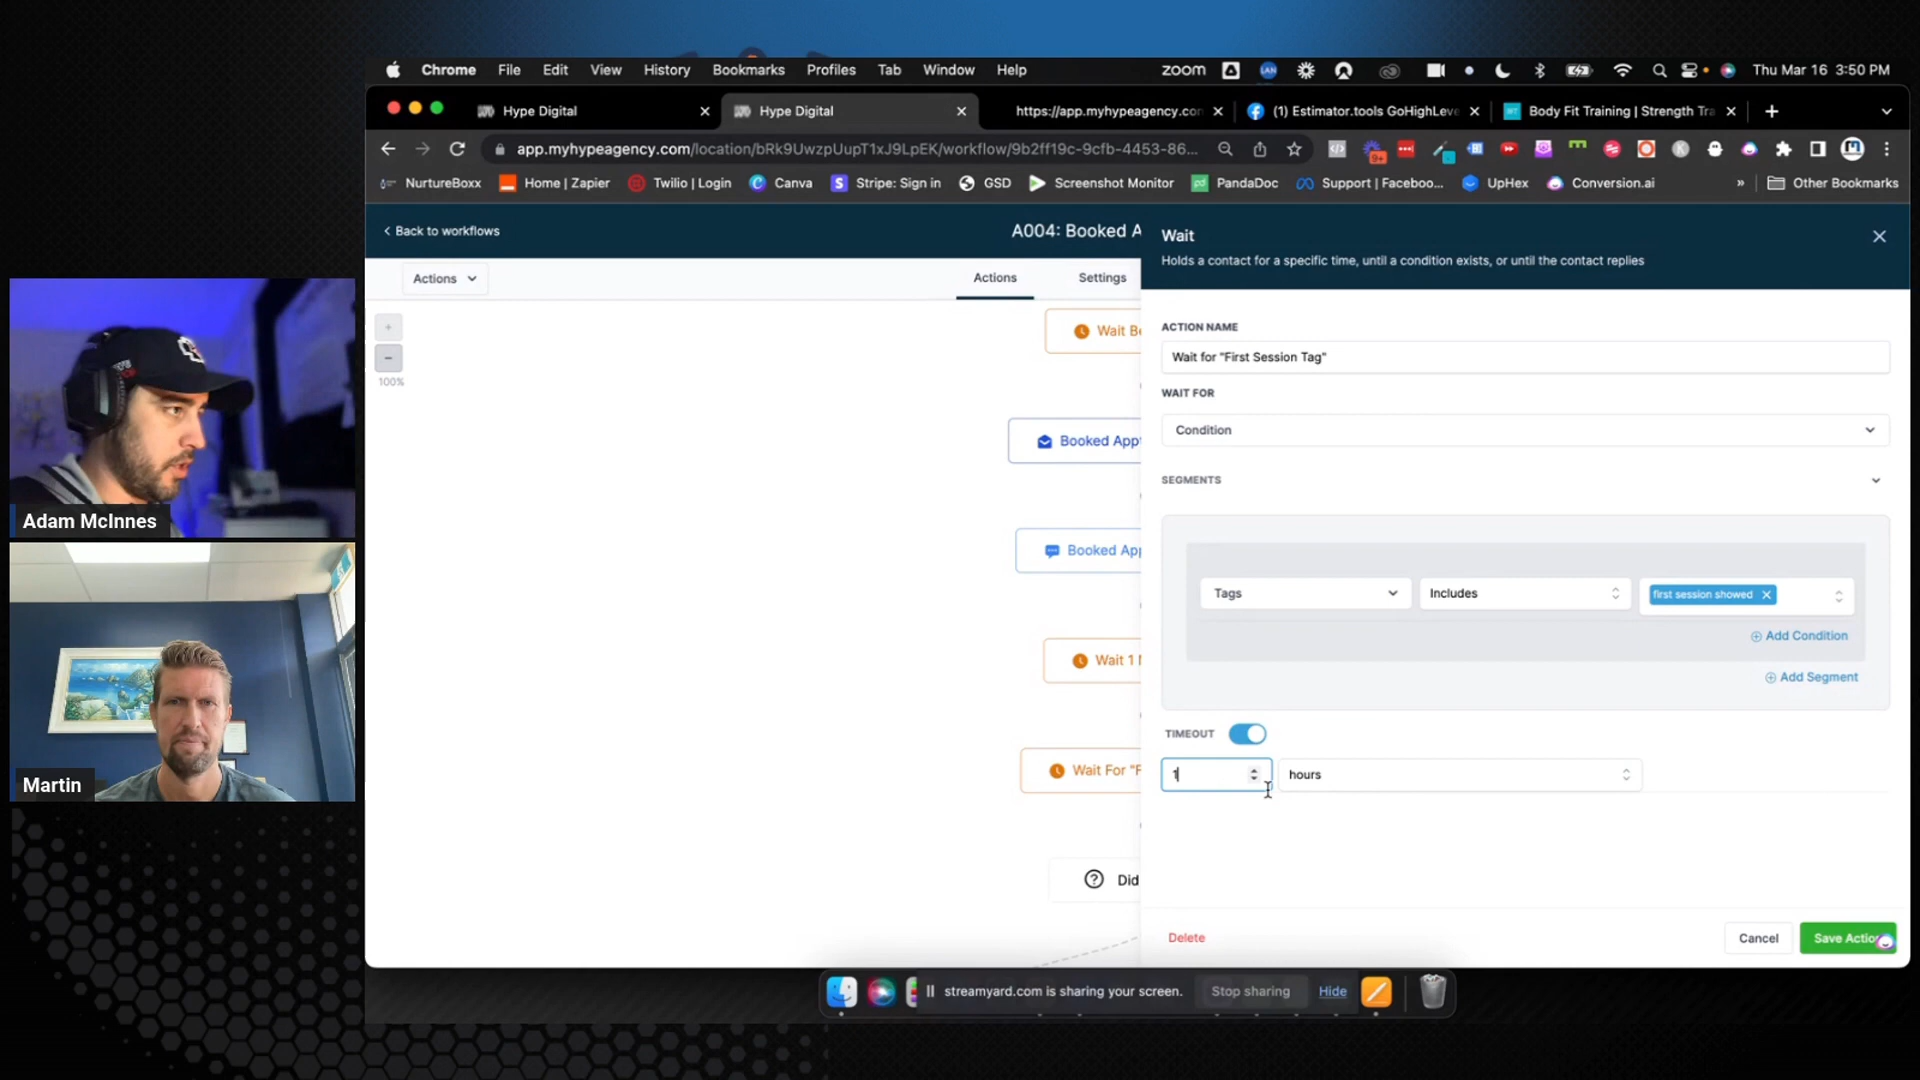 Chrome File Edit View History Bookmarks Profiles Tab Window Help
zoom LAN Thu Mar 16 3:50 PM
Hype Digital
Hype Digital
https://app.myhypeagency.con
(1) Estimator.tools GoHighLeve
Body Fit Training | Strength Tra
app.myhypeagency.com/location/bRk9UwzpUupT1xJ9LpEK/workflow/9b2ff19c-9cfb-4453-86...
9+
NurtureBoxx Home | Zapier Twilio | Login Canva Stripe: Sign in GSD Screenshot Monitor PandaDoc Support | Faceboo... UpHex Conversion.ai » Other Bookmarks
Back to workflows
A004: Booked A
Actions
Actions
Settings
100%
Wait Be
Booked App
Booked App
Wait 1
Wait For "F
Did
Wait
Holds a contact for a specific time, until a condition exists, or until the contact replies
ACTION NAME
Wait for "First Session Tag"
WAIT FOR
Condition
SEGMENTS
Tags
Includes
first session showed
Add Condition
Add Segment
TIMEOUT
1
hours
Delete
Cancel
Save Actio
streamyard.com is sharing your screen.
Stop sharing
Hide
Adam McInnes
Martin